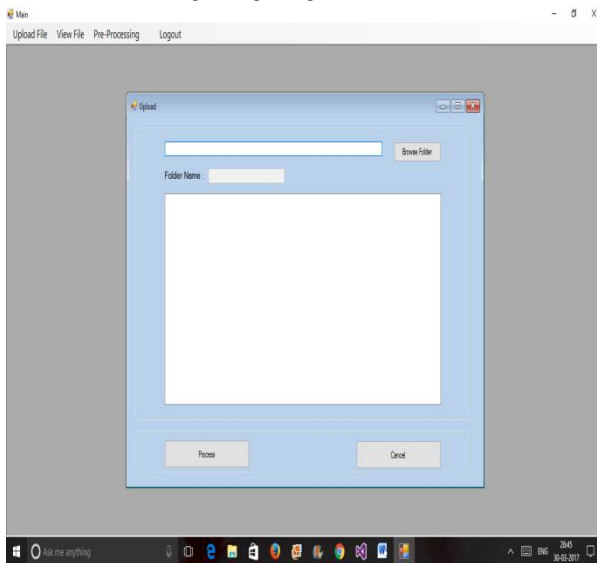 Main
Upload File View File Pre-Processing Logout
Upload
Browse Folder
Folder Name :
Process Cancel
Ask me anything
ENG 20:45
30-03-2017